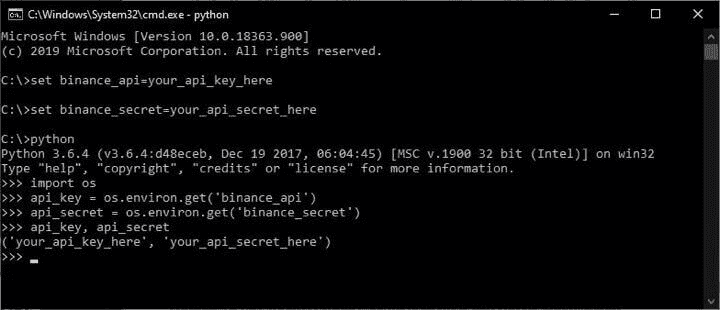 C:\Windows\System32\cmd.exe - python
Microsoft Windows [Version 10.0.18363.900]
(c) 2019 Microsoft Corporation. All rights reserved.
C:\>set binance_api=your_api_key_here
C:\>set binance_secret=your_api_secret_here
C:\>python
Python 3.6.4 (v3.6.4:d48eceb, Dec 19 2017, 06:04:45) [MSC v.1900 32 bit (Intel)] on win32
Type "help", "copyright", "credits" or "license" for more information.
>>> import os
>>> api_key = os.environ.get('binance_api')
>>> api_secret = os.environ.get('binance_secret')
>>> api_key, api_secret
('your_api_key_here', 'your_api_secret_here')
>>> _